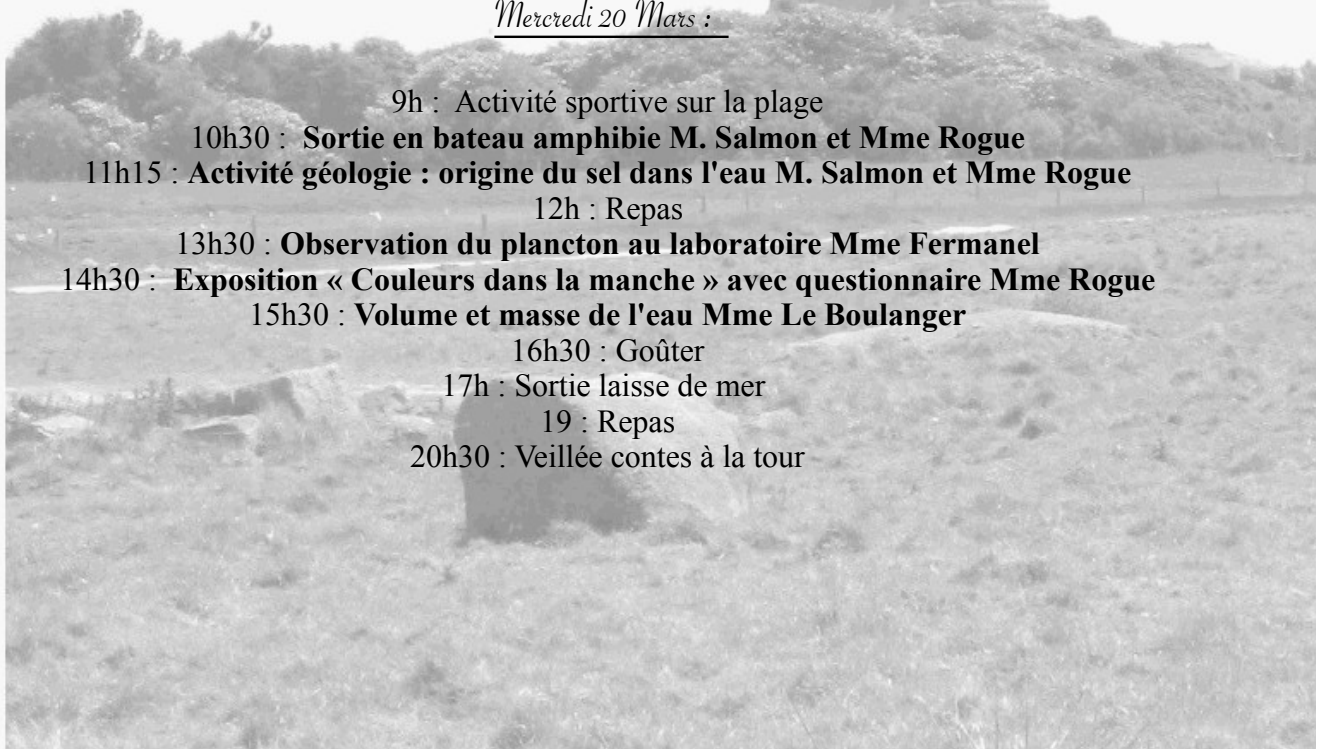 Mercredi 20 Mars :
9h : Activité sportive sur la plage
10h30 : Sortie en bateau amphibie M. Salmon et Mme Rogue
11h15 : Activité géologie : origine du sel dans l'eau M. Salmon et Mme Rogue
12h : Repas
13h30 : Observation du plancton au laboratoire Mme Fermanel
14h30 : Exposition « Couleurs dans la manche » avec questionnaire Mme Rogue
15h30 : Volume et masse de l'eau Mme Le Boulanger
16h30 : Goûter
17h : Sortie laisse de mer
19 : Repas
20h30 : Veillée contes à la tour